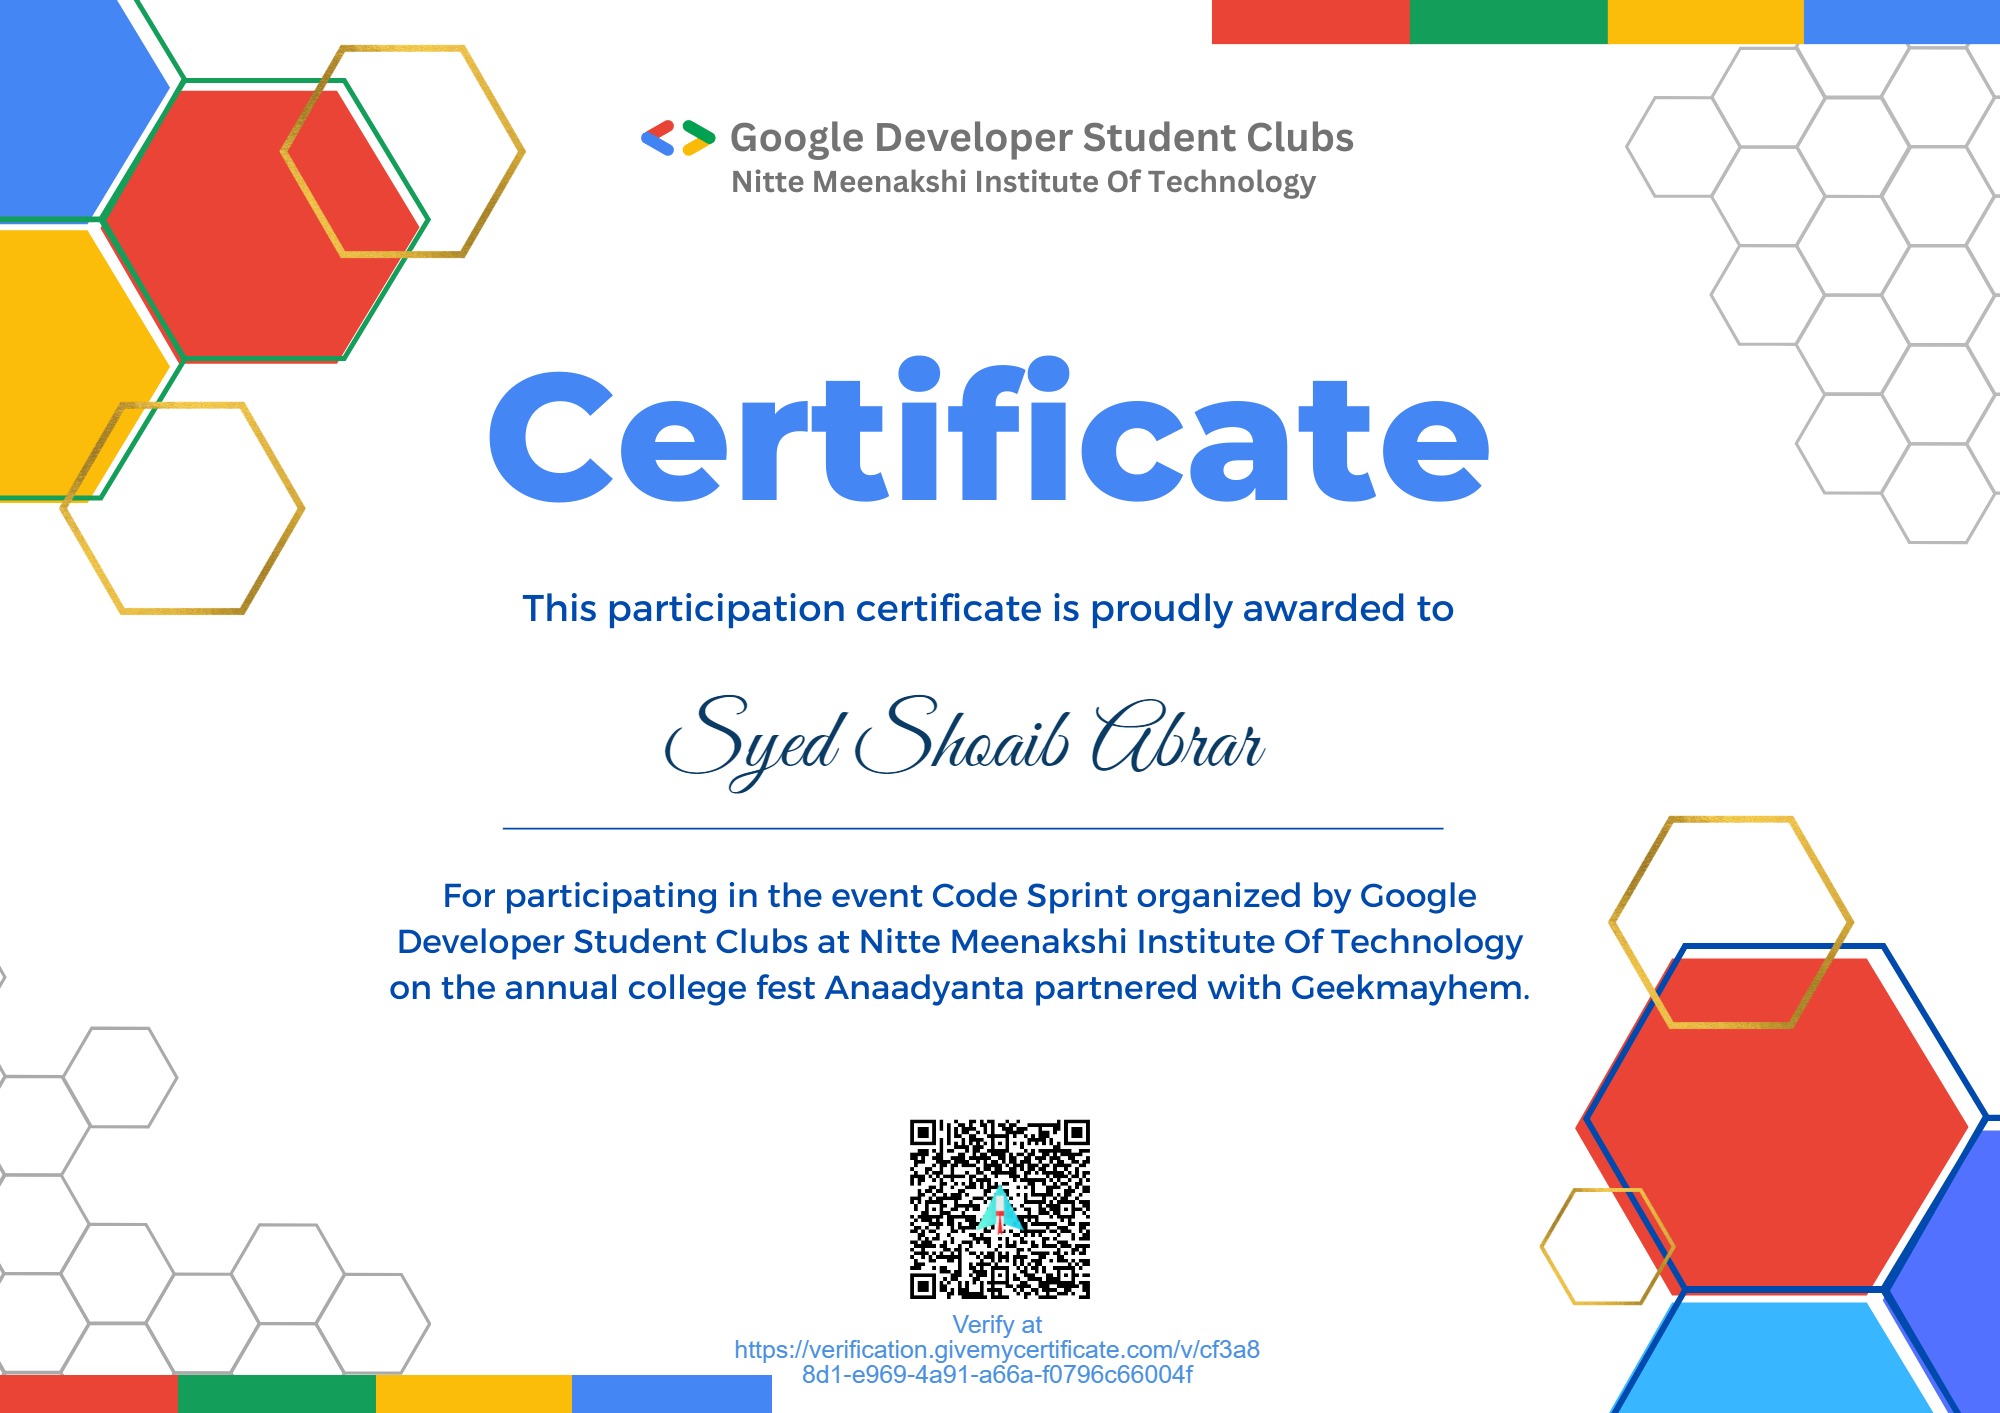 Google Developer Student Clubs
Nitte Meenakshi Institute Of Technology
Certificate
This participation certificate is proudly awarded to
Syed Shoaib Abrar
For participating in the event Code Sprint organized by Google
Developer Student Clubs at Nitte Meenakshi Institute Of Technology
on the annual college fest Anaadyanta partnered with Geekmayhem.
Verify at
https://verification.givemycertificate.com/v/cf3a8
8d1-e969-4a91-a66a-f0796c66004f